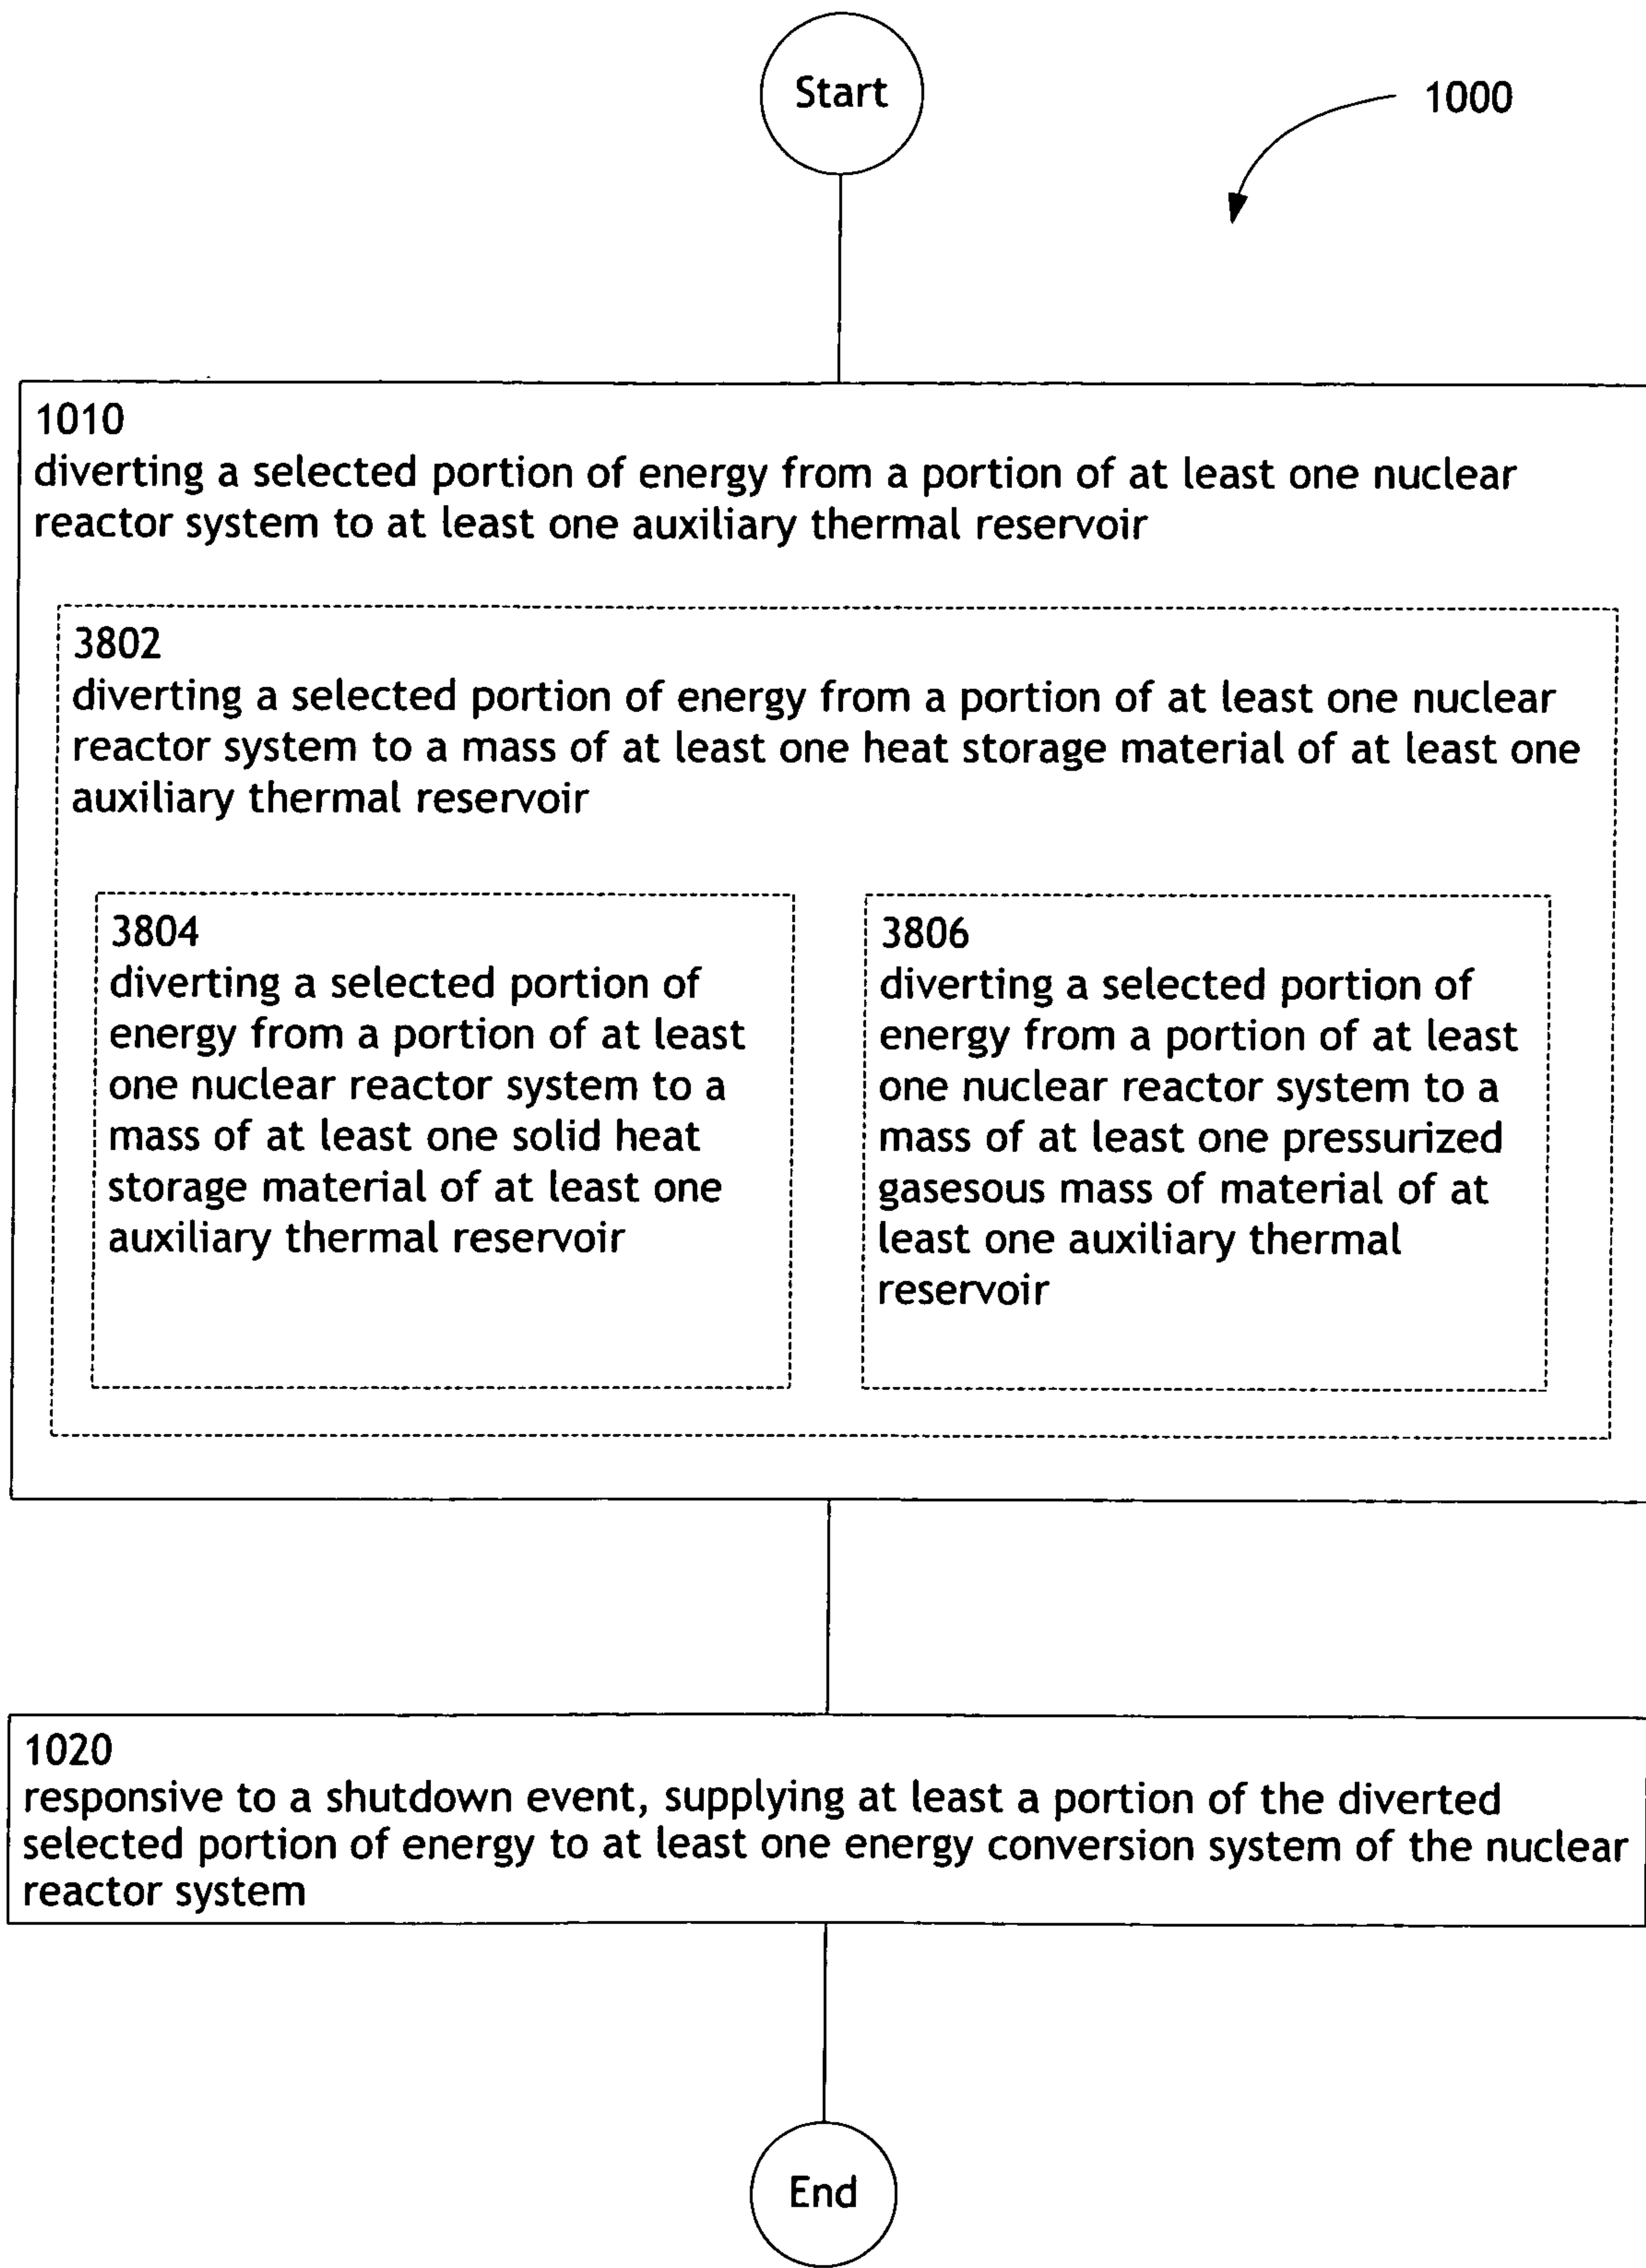 Start
1000
1010
diverting a selected portion of energy from a portion of at least one nuclear
reactor system to at least one auxiliary thermal reservoir
3802
diverting a selected portion of energy from a portion of at least one nuclear
reactor system to a mass of at least one heat storage material of at least one
auxiliary thermal reservoir
3804
diverting a selected portion of
energy from a portion of at least
one nuclear reactor system to a
mass of at least one solid heat
storage material of at least one
auxiliary thermal reservoir
3806
diverting a selected portion of
energy from a portion of at least
one nuclear reactor system to a
mass of at least one pressurized
gasesous mass of material of at
least one auxiliary thermal
reservoir
1020
responsive to a shutdown event, supplying at least a portion of the diverted
selected portion of energy to at least one energy conversion system of the nuclear
reactor system
End